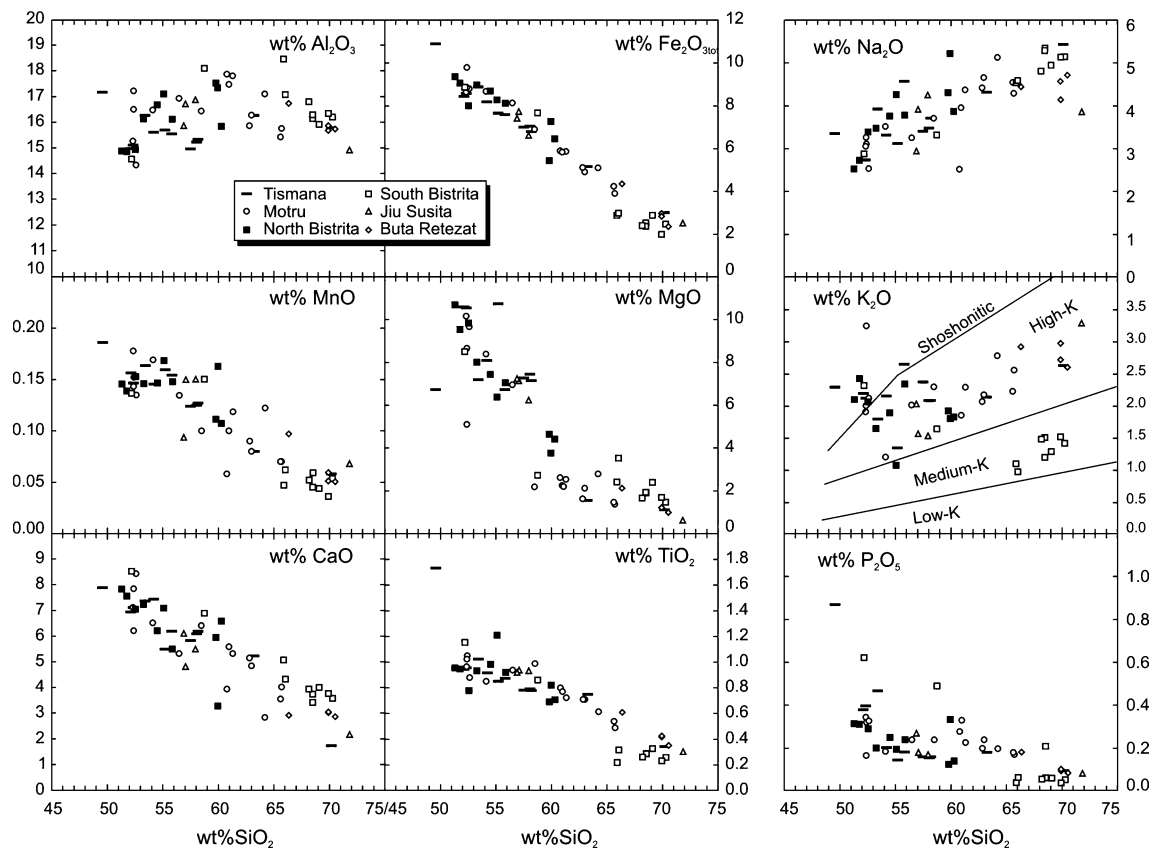 20 19 18 17 16 15 14 13 12 11 10
wt% Al₂O₃
wt% Fe₂O₃tot
12 10 8 6 4 2 0
wt% Na₂O
6 5 4 3 2 1 0
Tismana South Bistrita
Motru Jiu Susita
North Bistrita Buta Retezat
0.20 0.15 0.10 0.05 0.00
wt% MnO
wt% MgO
10 8 6 4 2 0
wt% K₂O
Shoshonitic
High-K
Medium-K
Low-K
3.5 3.0 2.5 2.0 1.5 1.0 0.5 0.0
9 8 7 6 5 4 3 2 1 0
wt% CaO
wt% TiO₂
1.8 1.6 1.4 1.2 1.0 0.8 0.6 0.4 0.2 0.0
wt% P₂O₅
1.0 0.8 0.6 0.4 0.2 0.0
45 50 55 60 65 70 75/45 50 55 60 65 70 75
45 50 55 60 65 70 75
wt%SiO₂ wt%SiO₂ wt%SiO₂